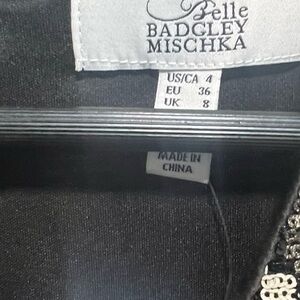 Belle
BADGLEY
MISCHKA
US/CA 4
EU 36
UK 8
MADE IN
CHINA